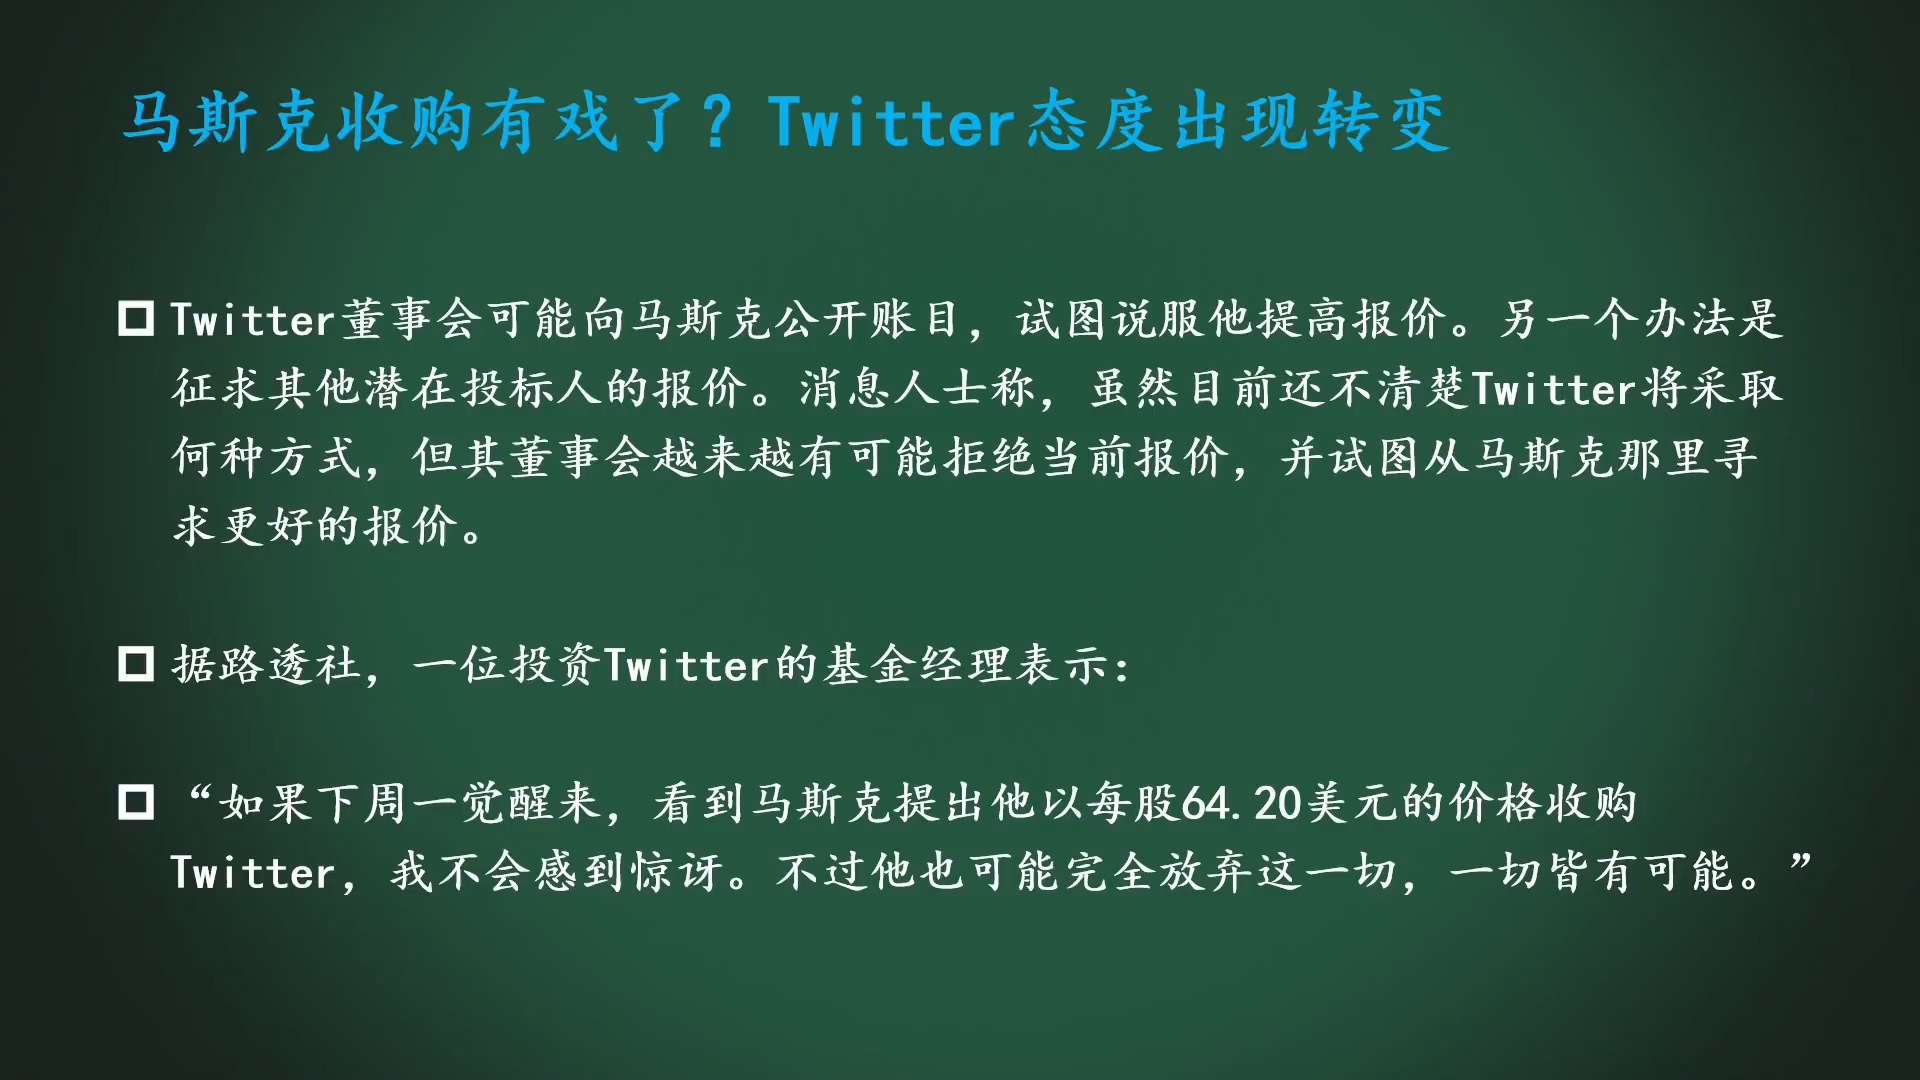 马斯克收购有戏了？Twitter态度出现转变
Twitter董事会可能向马斯克公开账目，试图说服他提高报价。另一个办法是
征求其他潜在投标人的报价。消息人士称，虽然目前还不清楚Twitter将采取
何种方式，但其董事会越来越有可能拒绝当前报价，并试图从马斯克那里寻
求更好的报价。
据路透社，一位投资Twitter的基金经理表示：
“如果下周一觉醒来，看到马斯克提出他以每股64.20美元的价格收购
Twitter，我不会感到惊讶。不过他也可能完全放弃这一切，一切皆有可能。”